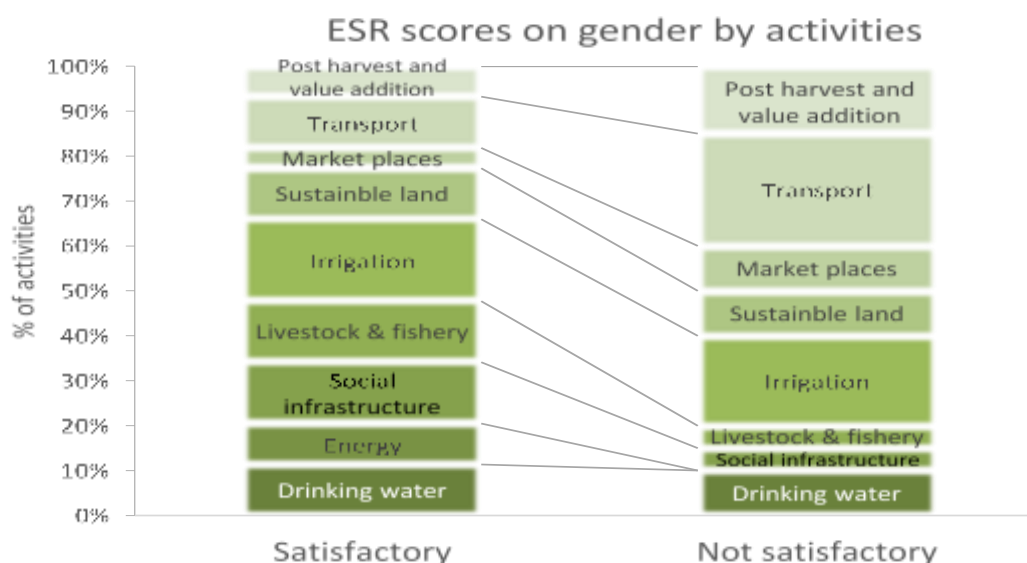 ESR scores on gender by activities
% of activities
100%
90%
80%
70%
60%
50%
40%
30%
20%
10%
0%
Post harvest and
value addition
Transport
Market places
Sustainble land
Irrigation
Livestock & fishery
Social
infrastructure
Energy
Drinking water
Post harvest and
value addition
Transport
Market places
Sustainble land
Irrigation
Livestock & fishery
Social infrastructure
Drinking water
Satisfactory
Not satisfactory